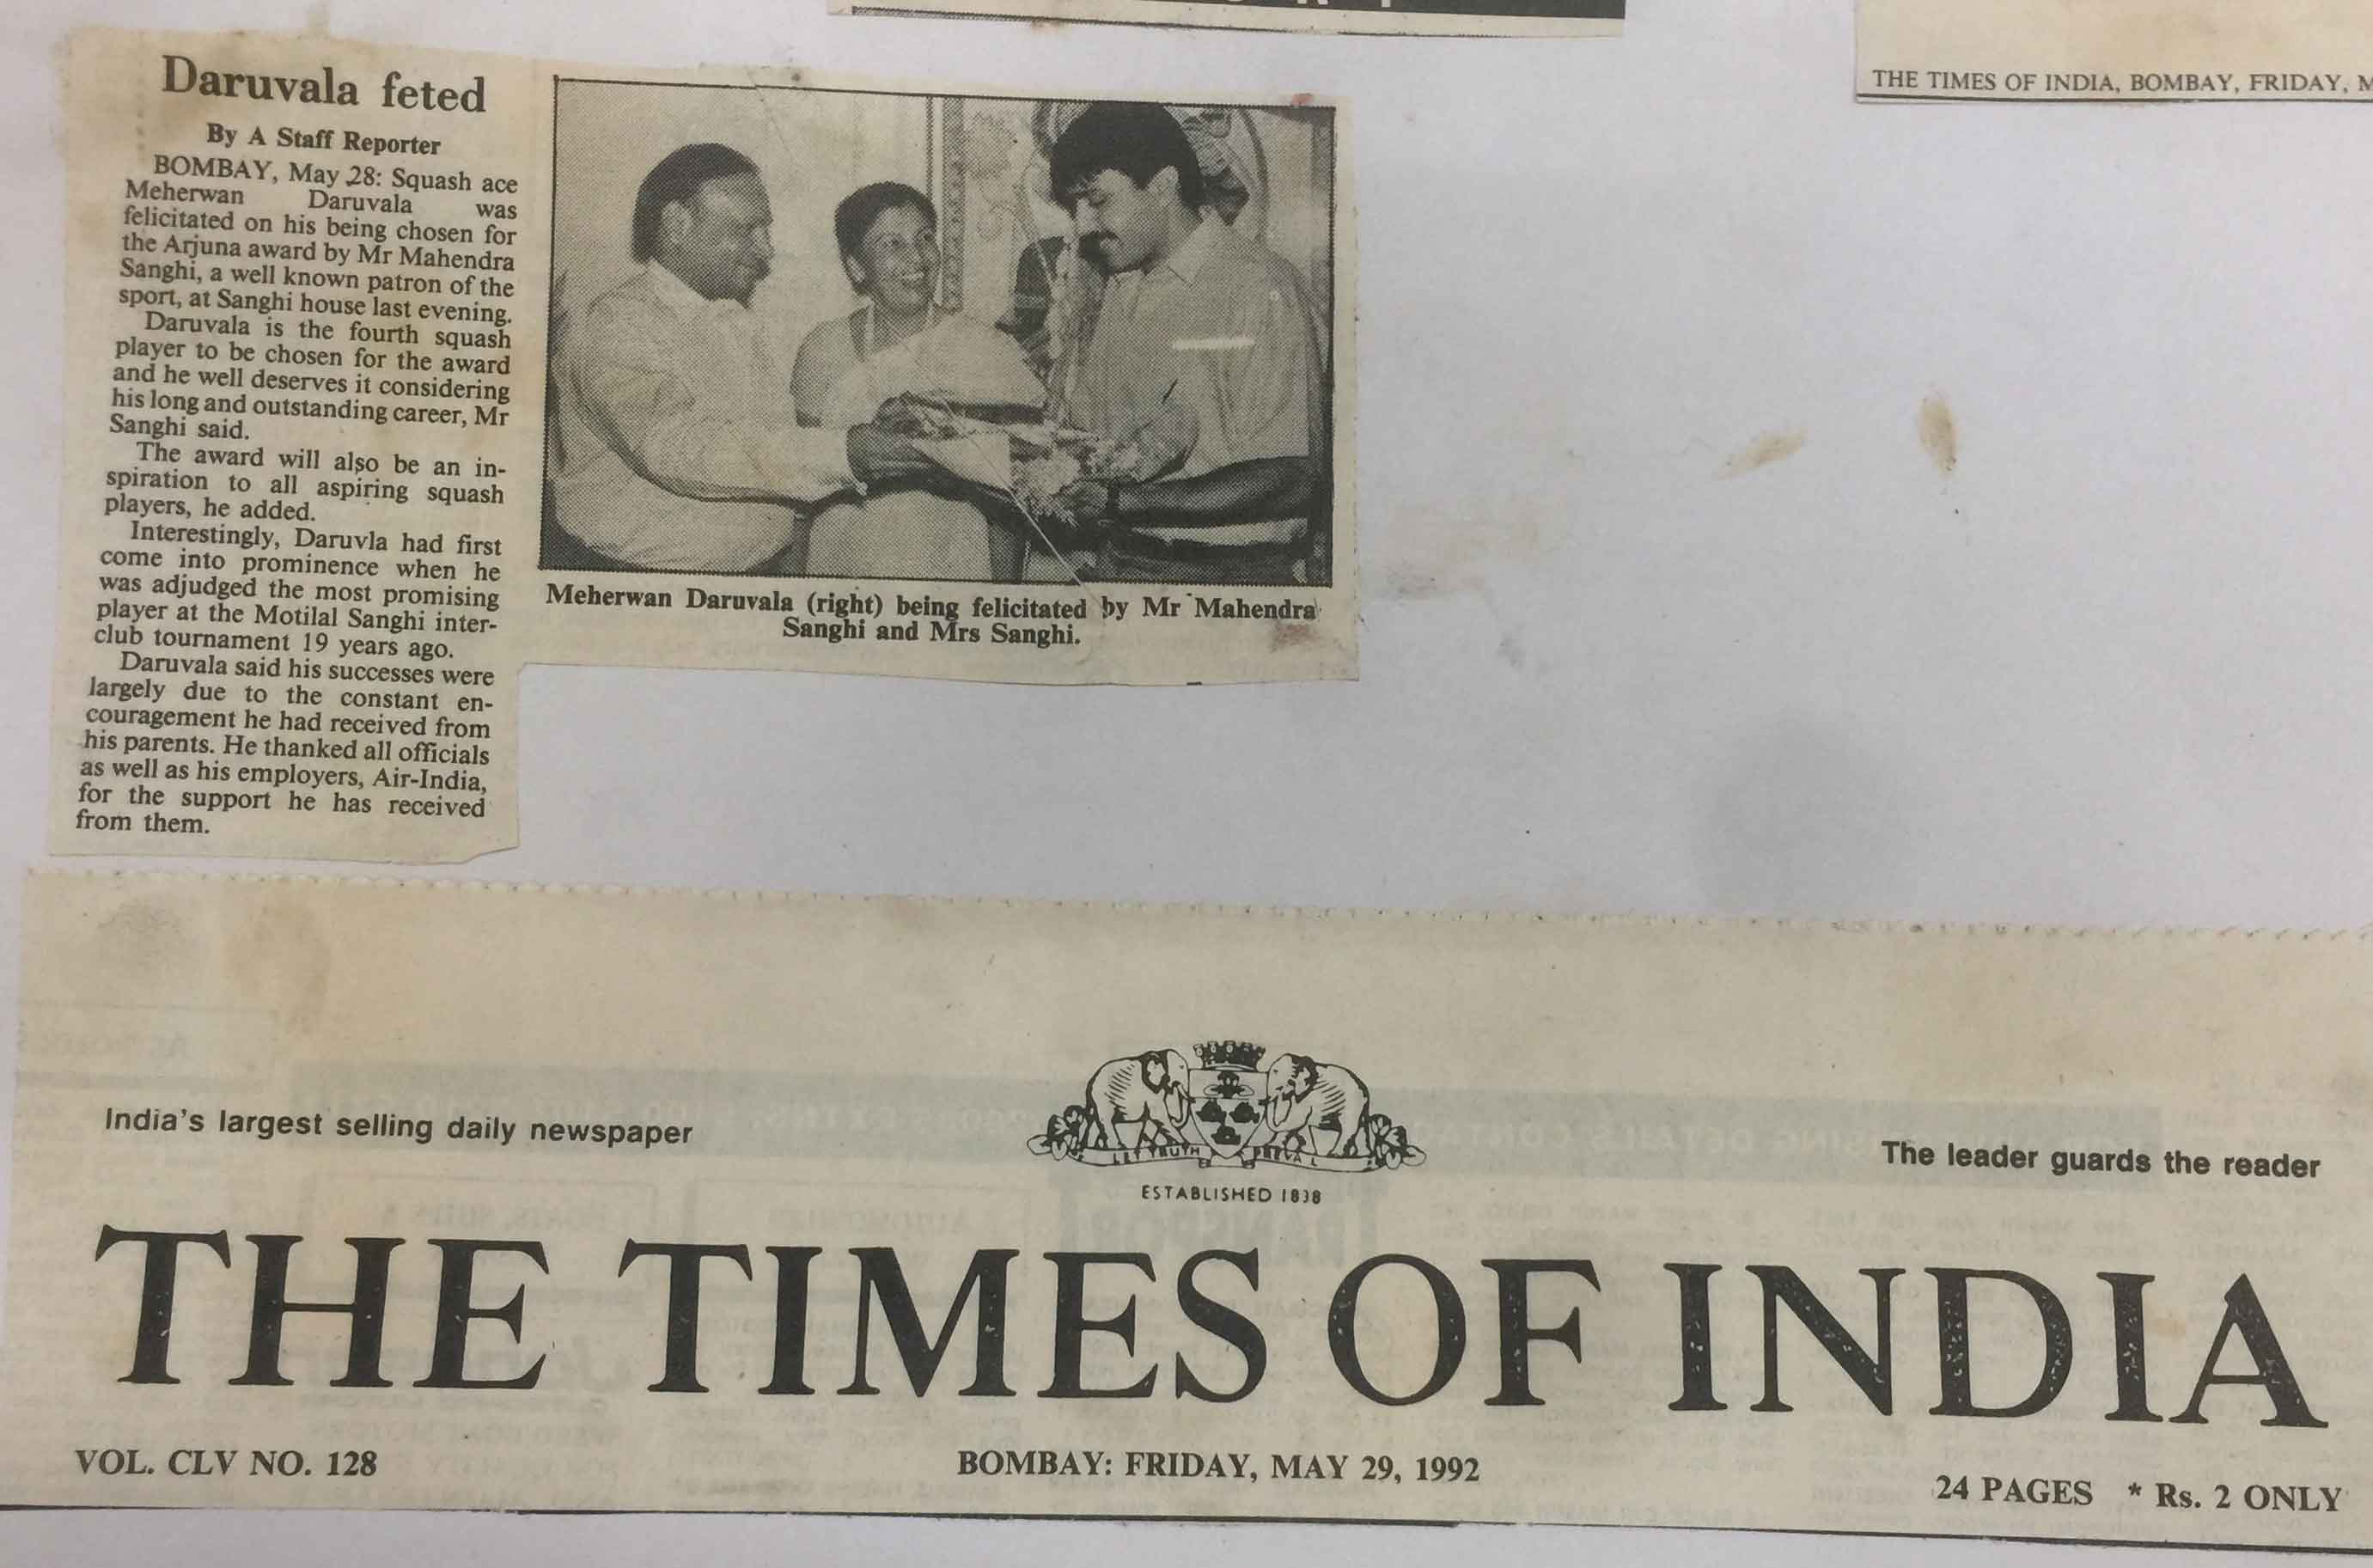 THE TIMES OF INDIA, BOMBAY, FRIDAY, M
Daruvala feted
By A Staff Reporter
BOMBAY, May 28: Squash ace
Meherwan Daruvala was
felicitated on his being chosen for
the Arjuna award by Mr Mahendra
Sanghi, a well known patron of the
sport, at Sanghi house last evening.
Daruvala is the fourth squash
player to be chosen for the award
and he well deserves it considering
his long and outstanding career, Mr
Sanghi said.
The award will also be an in-
spiration to all aspiring squash
players, he added.
Interestingly, Daruvla had first
come into prominence when he
was adjudged the most promising
player at the Motilal Sanghi inter-
club tournament 19 years ago.
Daruvala said his successes were
largely due to the constant en-
couragement he had received from
his parents. He thanked all officials
as well as his employers, Air-India,
for the support he has received
from them.
Meherwan Daruvala (right) being felicitated by Mr Mahendra
Sanghi and Mrs Sanghi.
India's largest selling daily newspaper
LET TRUTH PREVAIL
ESTABLISHED 1838
The leader guards the reader
THE TIMES OF INDIA
VOL. CLV NO. 128
BOMBAY: FRIDAY, MAY 29, 1992
24 PAGES * Rs. 2 ONLY